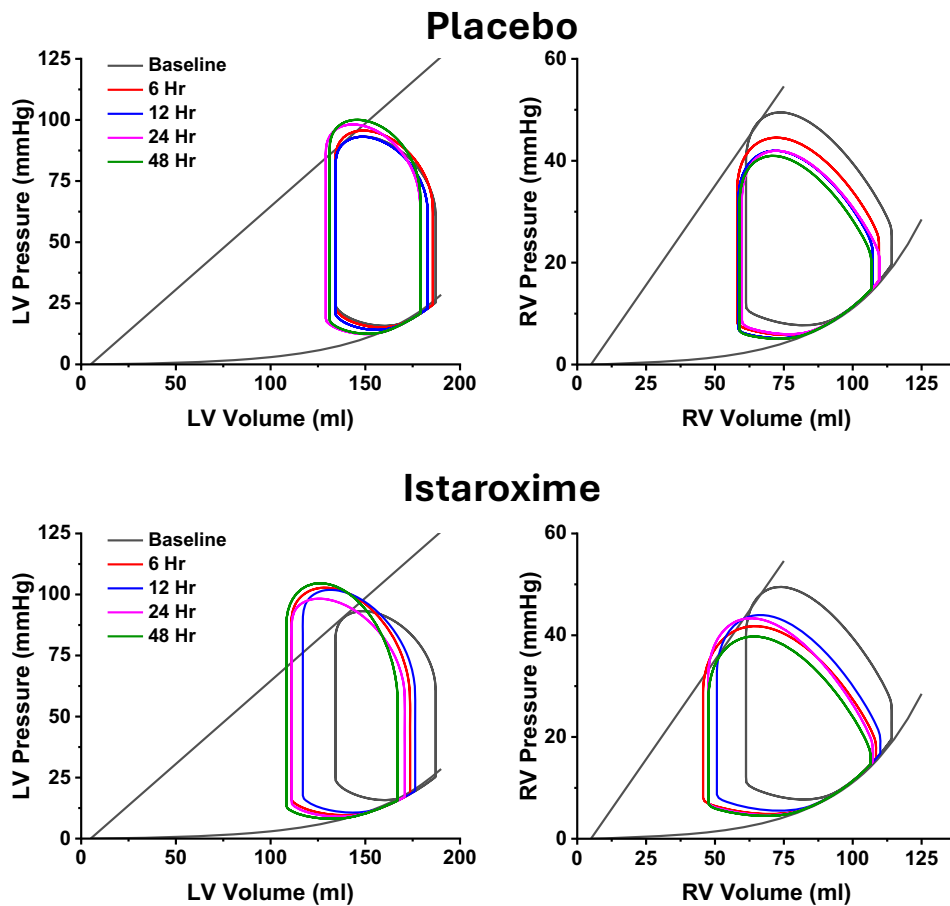 Placebo
LV Pressure (mmHg)
125
100
75
50
25
0
Baseline
6 Hr
12 Hr
24 Hr
48 Hr
0 50 100 150 200
LV Volume (ml)
RV Pressure (mmHg)
60
40
20
0
0 25 50 75 100 125
RV Volume (ml)
Istaroxime
LV Pressure (mmHg)
125
100
75
50
25
0
Baseline
6 Hr
12 Hr
24 Hr
48 Hr
0 50 100 150 200
LV Volume (ml)
RV Pressure (mmHg)
60
40
20
0
0 25 50 75 100 125
RV Volume (ml)